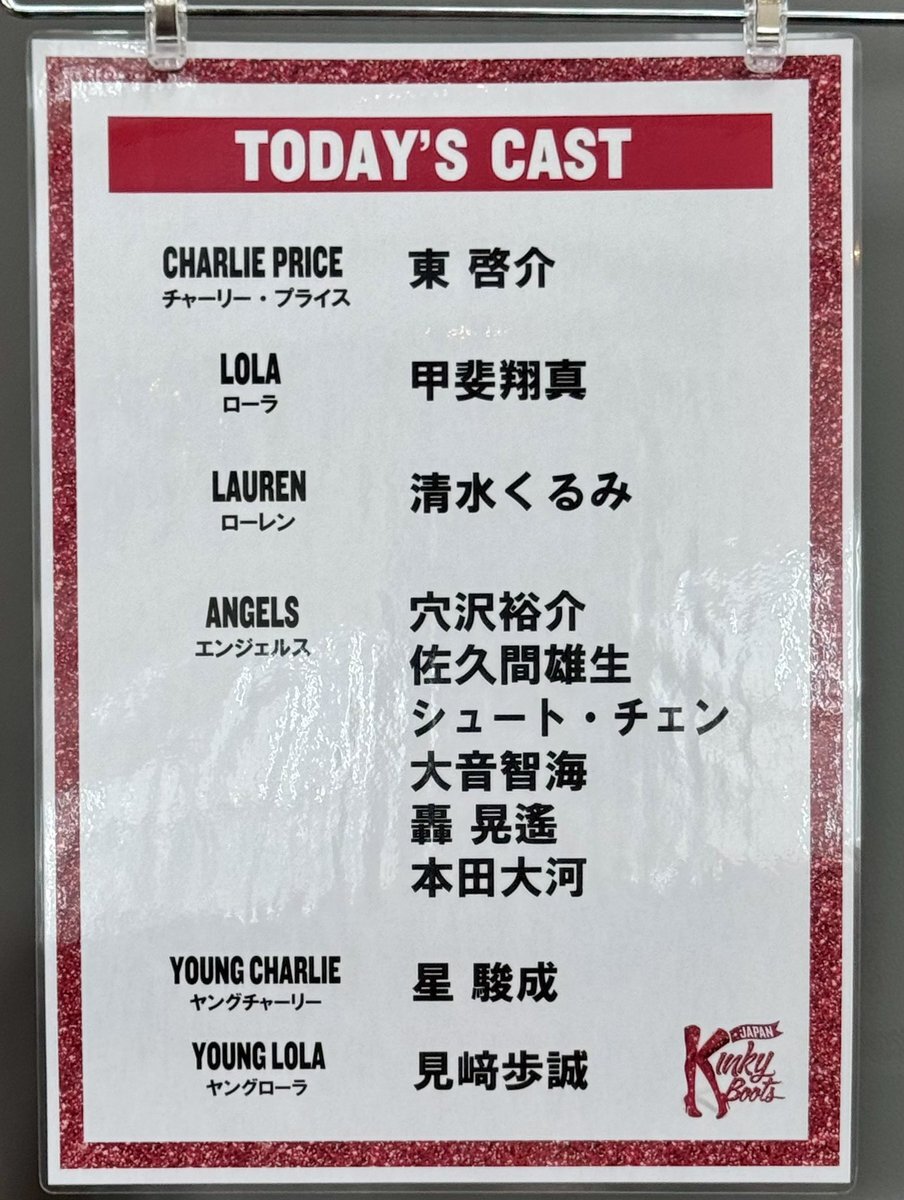 TODAY'S CAST
CHARLIE PRICE
チャーリー・プライス
東 啓介
LOLA
ローラ
甲斐翔真
LAUREN
ローレン
清水くるみ
ANGELS
エンジェルス
穴沢裕介
佐久間雄生
シュート・チェン
大音智海
轟 晃遙
本田大河
YOUNG CHARLIE
ヤングチャーリー
星 駿成
YOUNG LOLA
ヤングローラ
見﨑歩誠
JAPAN
Kinky
Boots